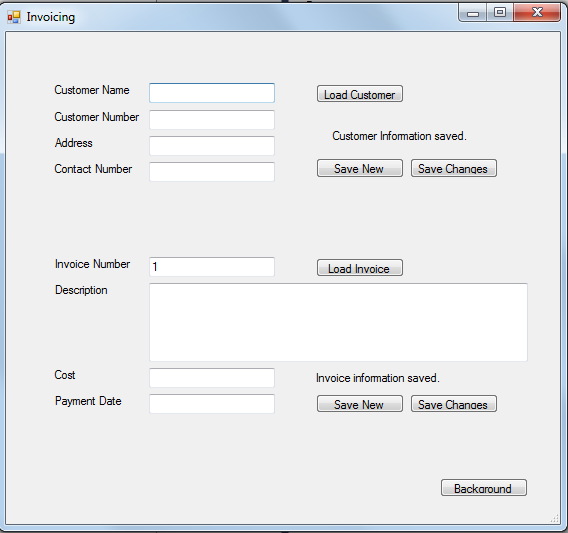 Invoicing
Customer Name
Load Customer
Customer Number
Customer Information saved.
Address
Contact Number
Save New
Save Changes
Invoice Number
1
Load Invoice
Description
Cost
Invoice information saved.
Payment Date
Save New
Save Changes
Background